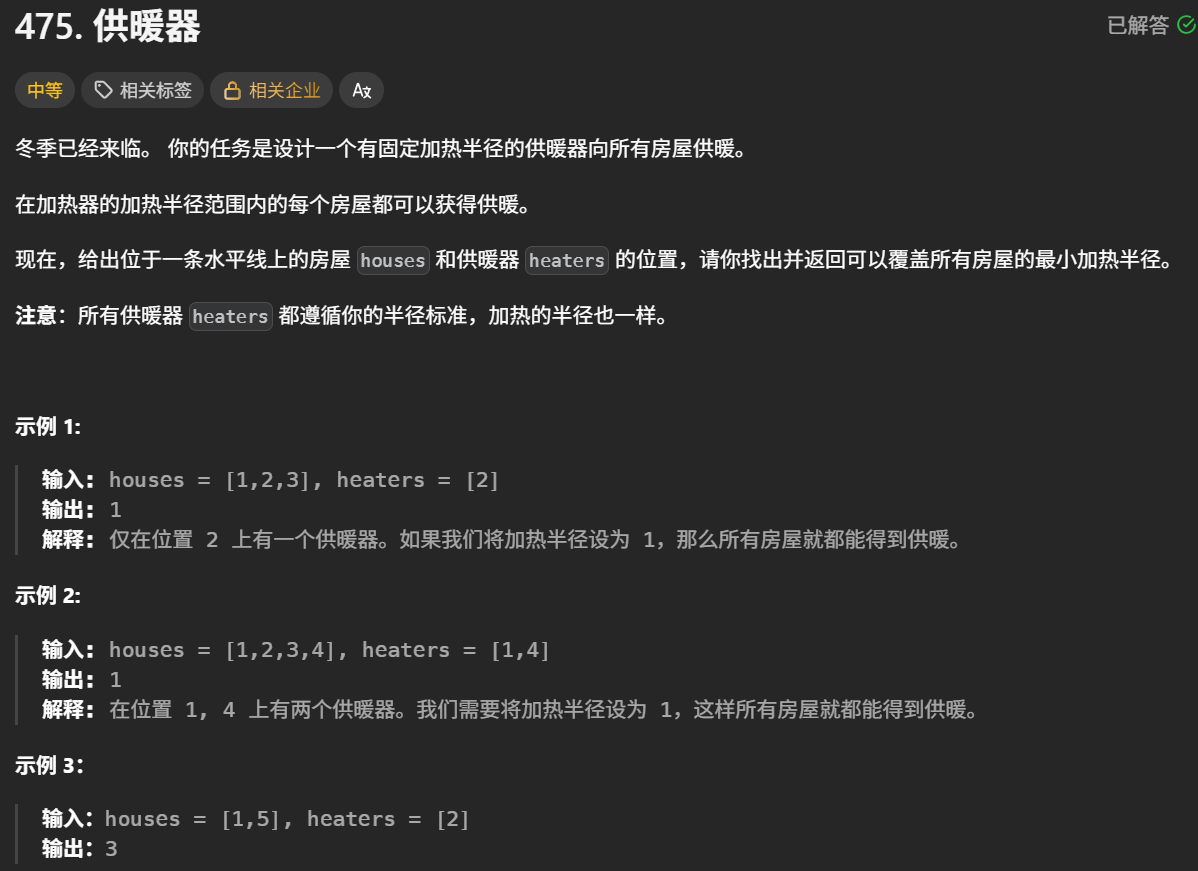 475. 供暖器
已解答
中等
相关标签
相关企业
冬季已经来临。 你的任务是设计一个有固定加热半径的供暖器向所有房屋供暖。
在加热器的加热半径范围内的每个房屋都可以获得供暖。
现在，给出位于一条水平线上的房屋 houses 和供暖器 heaters 的位置，请你找出并返回可以覆盖所有房屋的最小加热半径。
注意：所有供暖器 heaters 都遵循你的半径标准，加热的半径也一样。
示例 1:
输入: houses = [1,2,3], heaters = [2]
输出: 1
解释: 仅在位置 2 上有一个供暖器。如果我们将加热半径设为 1，那么所有房屋就都能得到供暖。
示例 2:
输入: houses = [1,2,3,4], heaters = [1,4]
输出: 1
解释: 在位置 1, 4 上有两个供暖器。我们需要将加热半径设为 1，这样所有房屋就都能得到供暖。
示例 3：
输入：houses = [1,5], heaters = [2]
输出：3